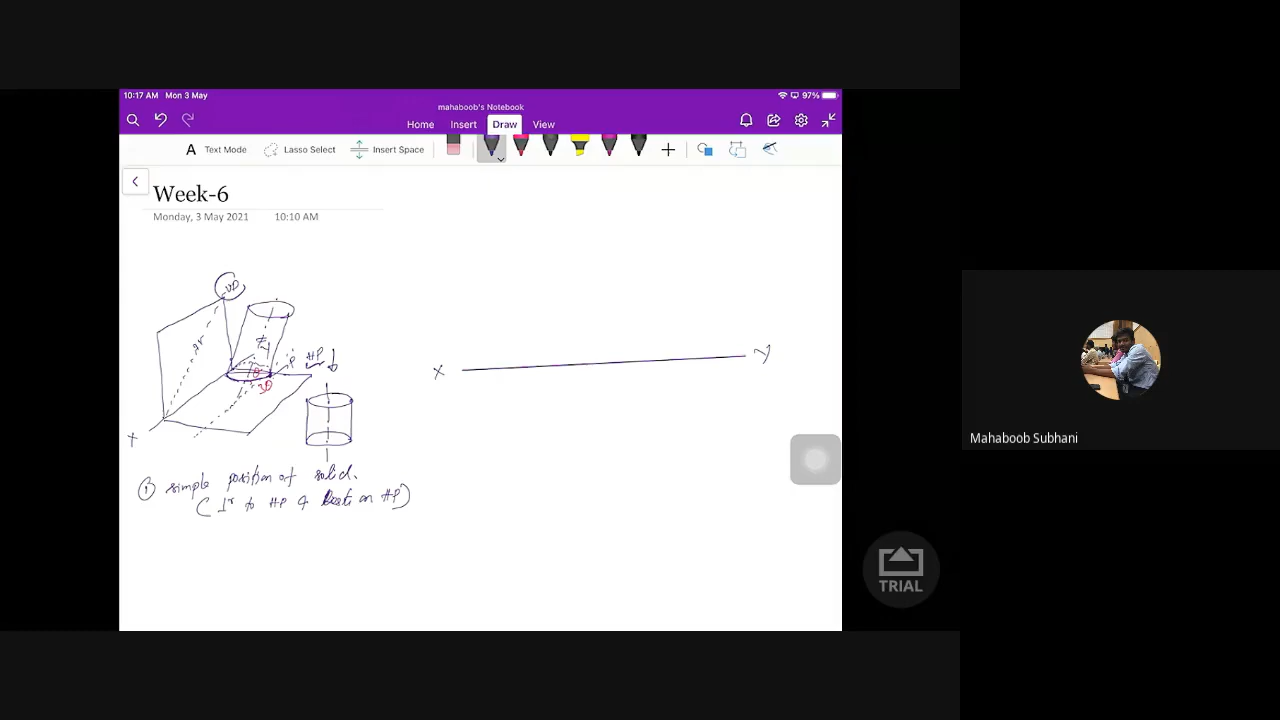 10:17 AM Mon 3 May
97%
mahaboob's Notebook
Home Insert Draw View
A Text Mode Lasso Select Insert Space
Week-6
Monday, 3 May 2021 10:10 AM
VP
HP
θ
X
X Y
① simple position of solid.
(⊥r to HP & on HP)
TRIAL
Mahaboob Subhani